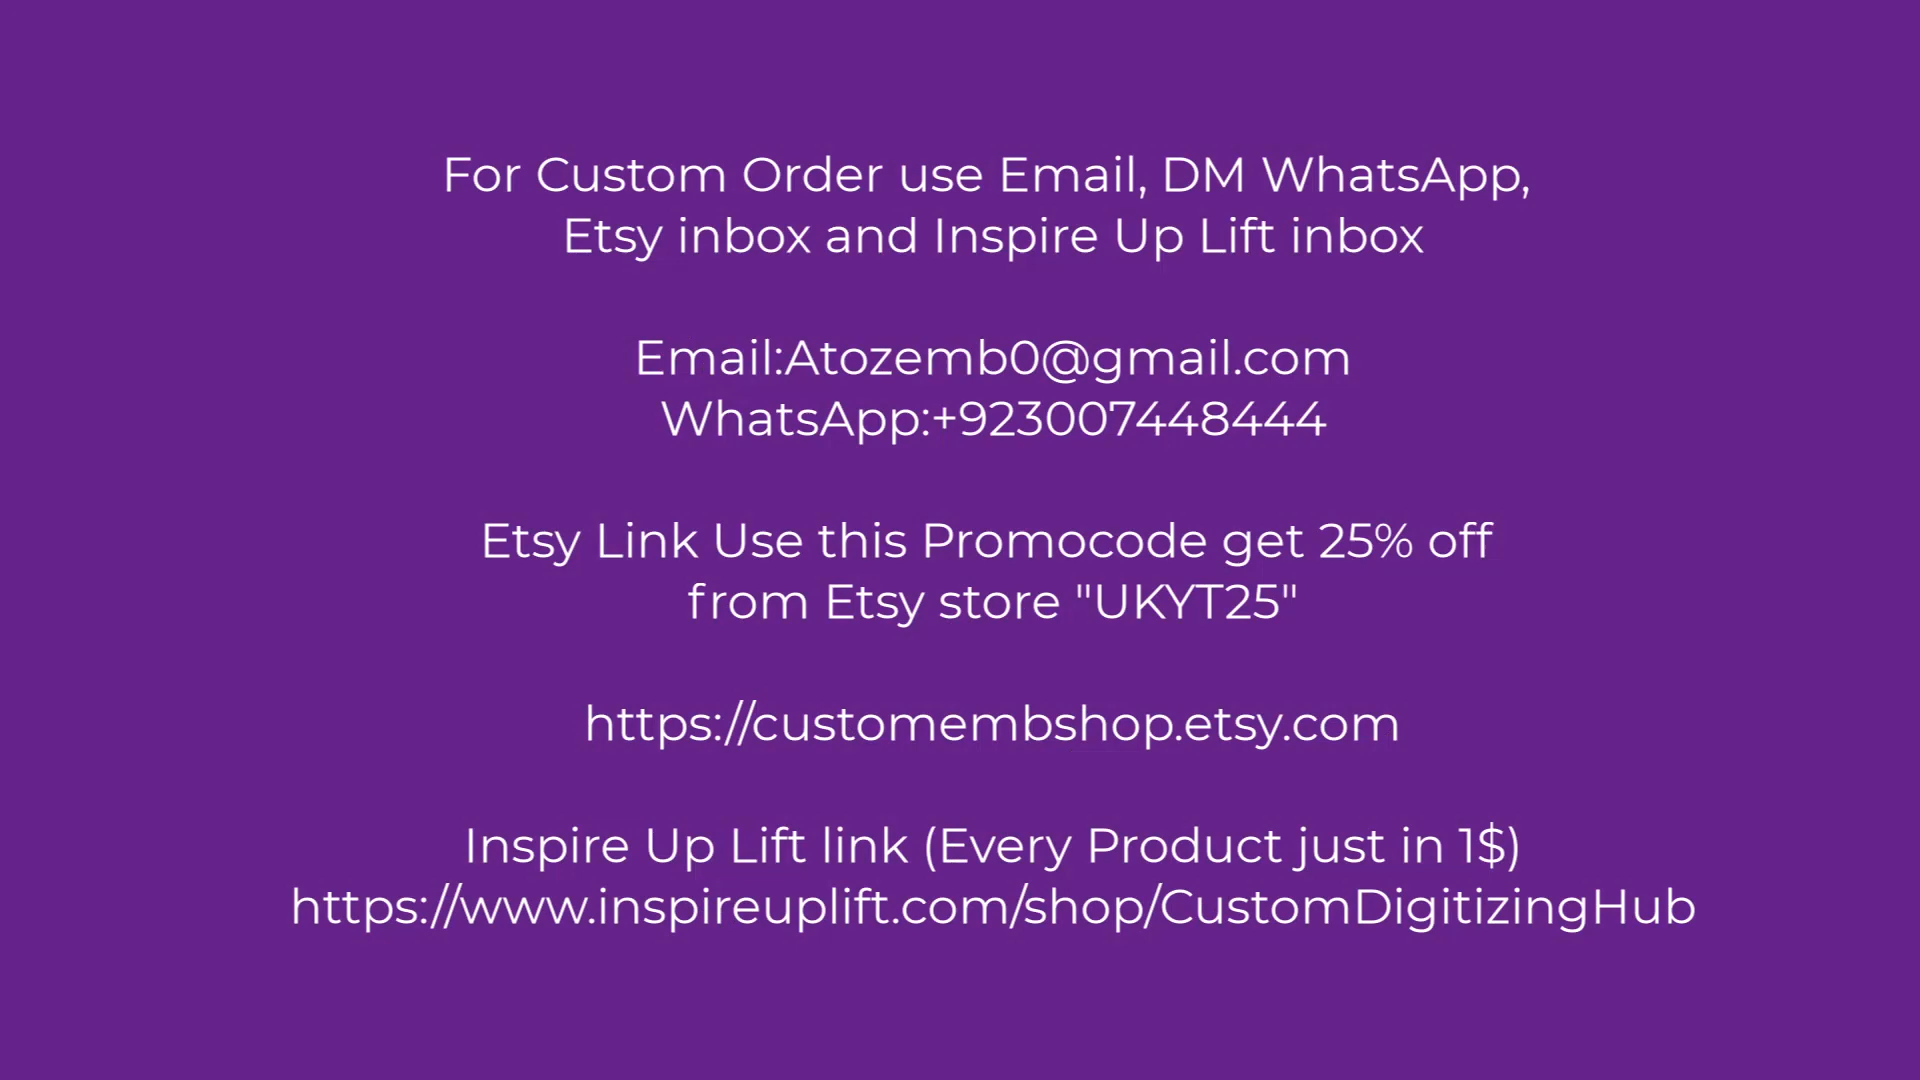 For Custom Order use Email, DM WhatsApp,
Etsy inbox and Inspire Up Lift inbox
Email:Atozemb0@gmail.com
WhatsApp:+923007448444
Etsy Link Use this Promocode get 25% off
from Etsy store "UKYT25"
https://customembshop.etsy.com
Inspire Up Lift link (Every Product just in 1$)
https://www.inspireuplift.com/shop/CustomDigitizingHub